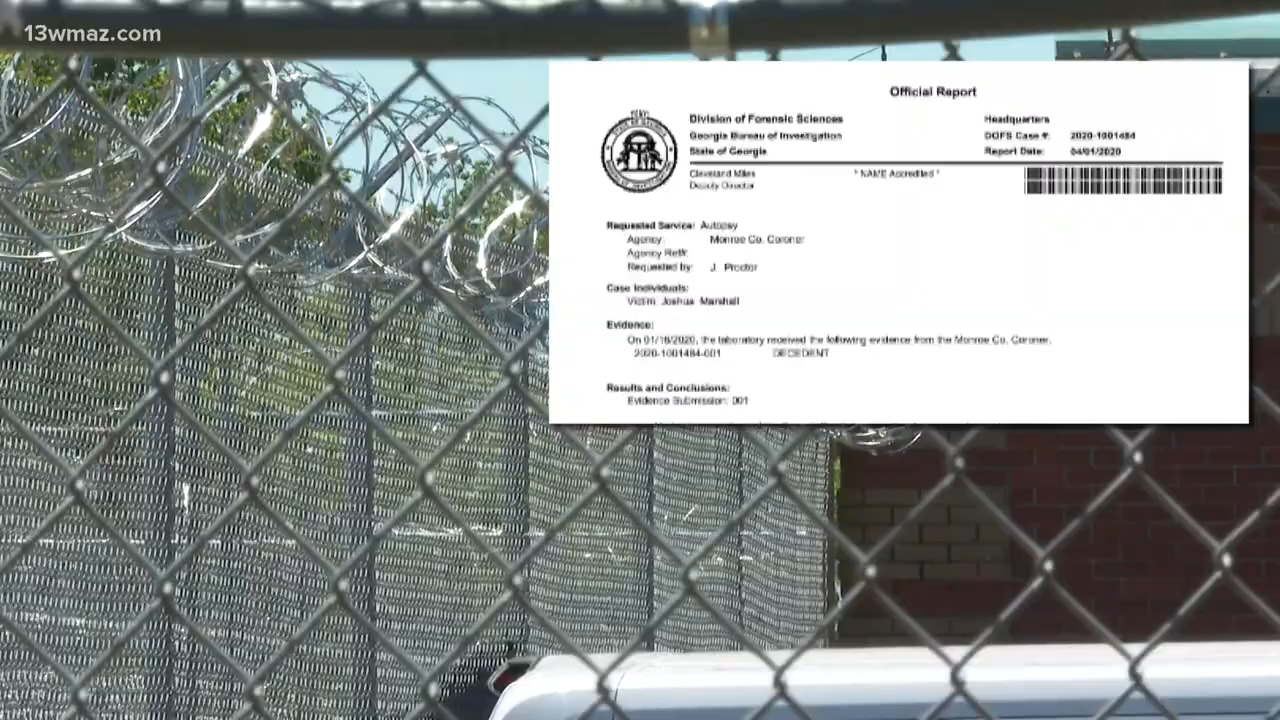 13wmaz.com
Official Report
Division of Forensic Sciences
Georgia Bureau of Investigation
State of Georgia
Headquarters
DOFS Case #: 2020-1001484
Report Date: 04/01/2020
Cleveland Miles
Deputy Director
* NAME Accredited *
Requested Service: Autopsy
Agency: Monroe Co. Coroner
Agency Ref#:
Requested by: J. Proctor
Case Individuals:
Victim: Joshua Marshall
Evidence:
On 01/16/2020, the laboratory received the following evidence from the Monroe Co. Coroner.
2020-1001484-001 DECEDENT
Results and Conclusions:
Evidence Submission: 001